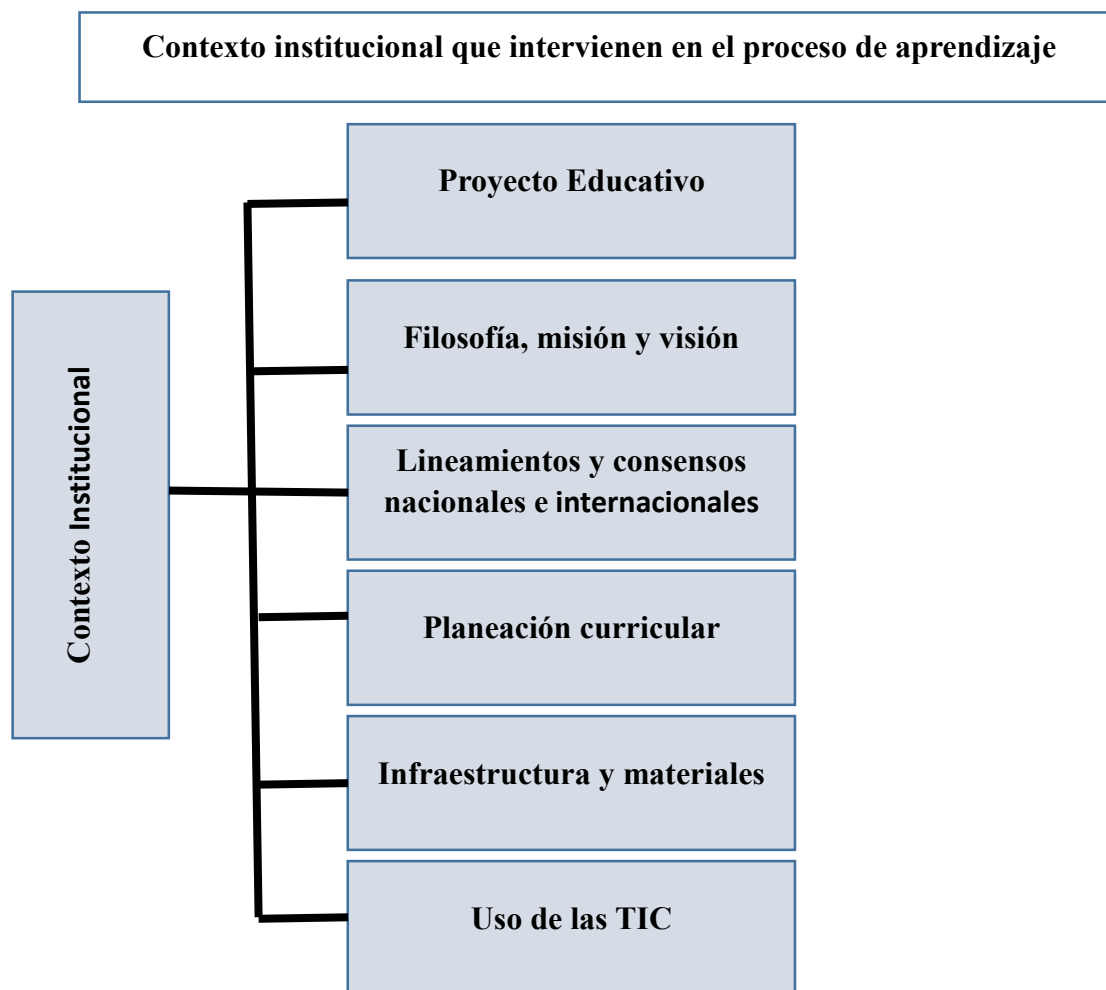 Contexto institucional que intervienen en el proceso de aprendizaje
Proyecto Educativo
Filosofía, misión y visión
Contexto Institucional
Lineamientos y consensos
nacionales e internacionales
Planeación curricular
Infraestructura y materiales
Uso de las TIC